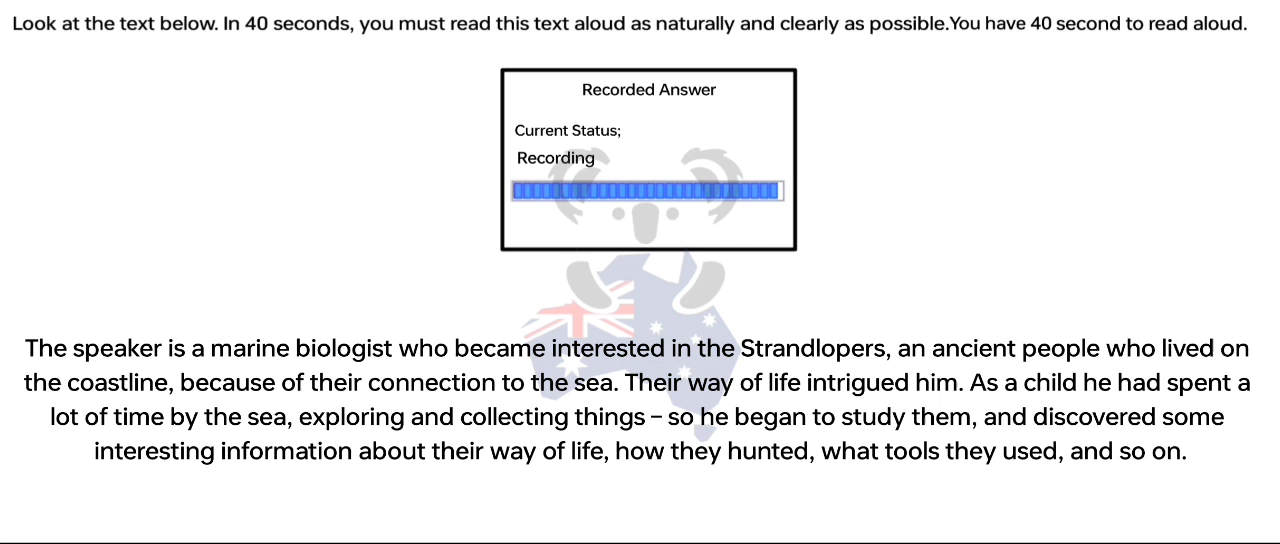 Look at the text below. In 40 seconds, you must read this text aloud as naturally and clearly as possible.You have 40 second to read aloud.
Recorded Answer
Current Status;
Recording
The speaker is a marine biologist who became interested in the Strandlopers, an ancient people who lived on
the coastline, because of their connection to the sea. Their way of life intrigued him. As a child he had spent a
lot of time by the sea, exploring and collecting things – so he began to study them, and discovered some
interesting information about their way of life, how they hunted, what tools they used, and so on.